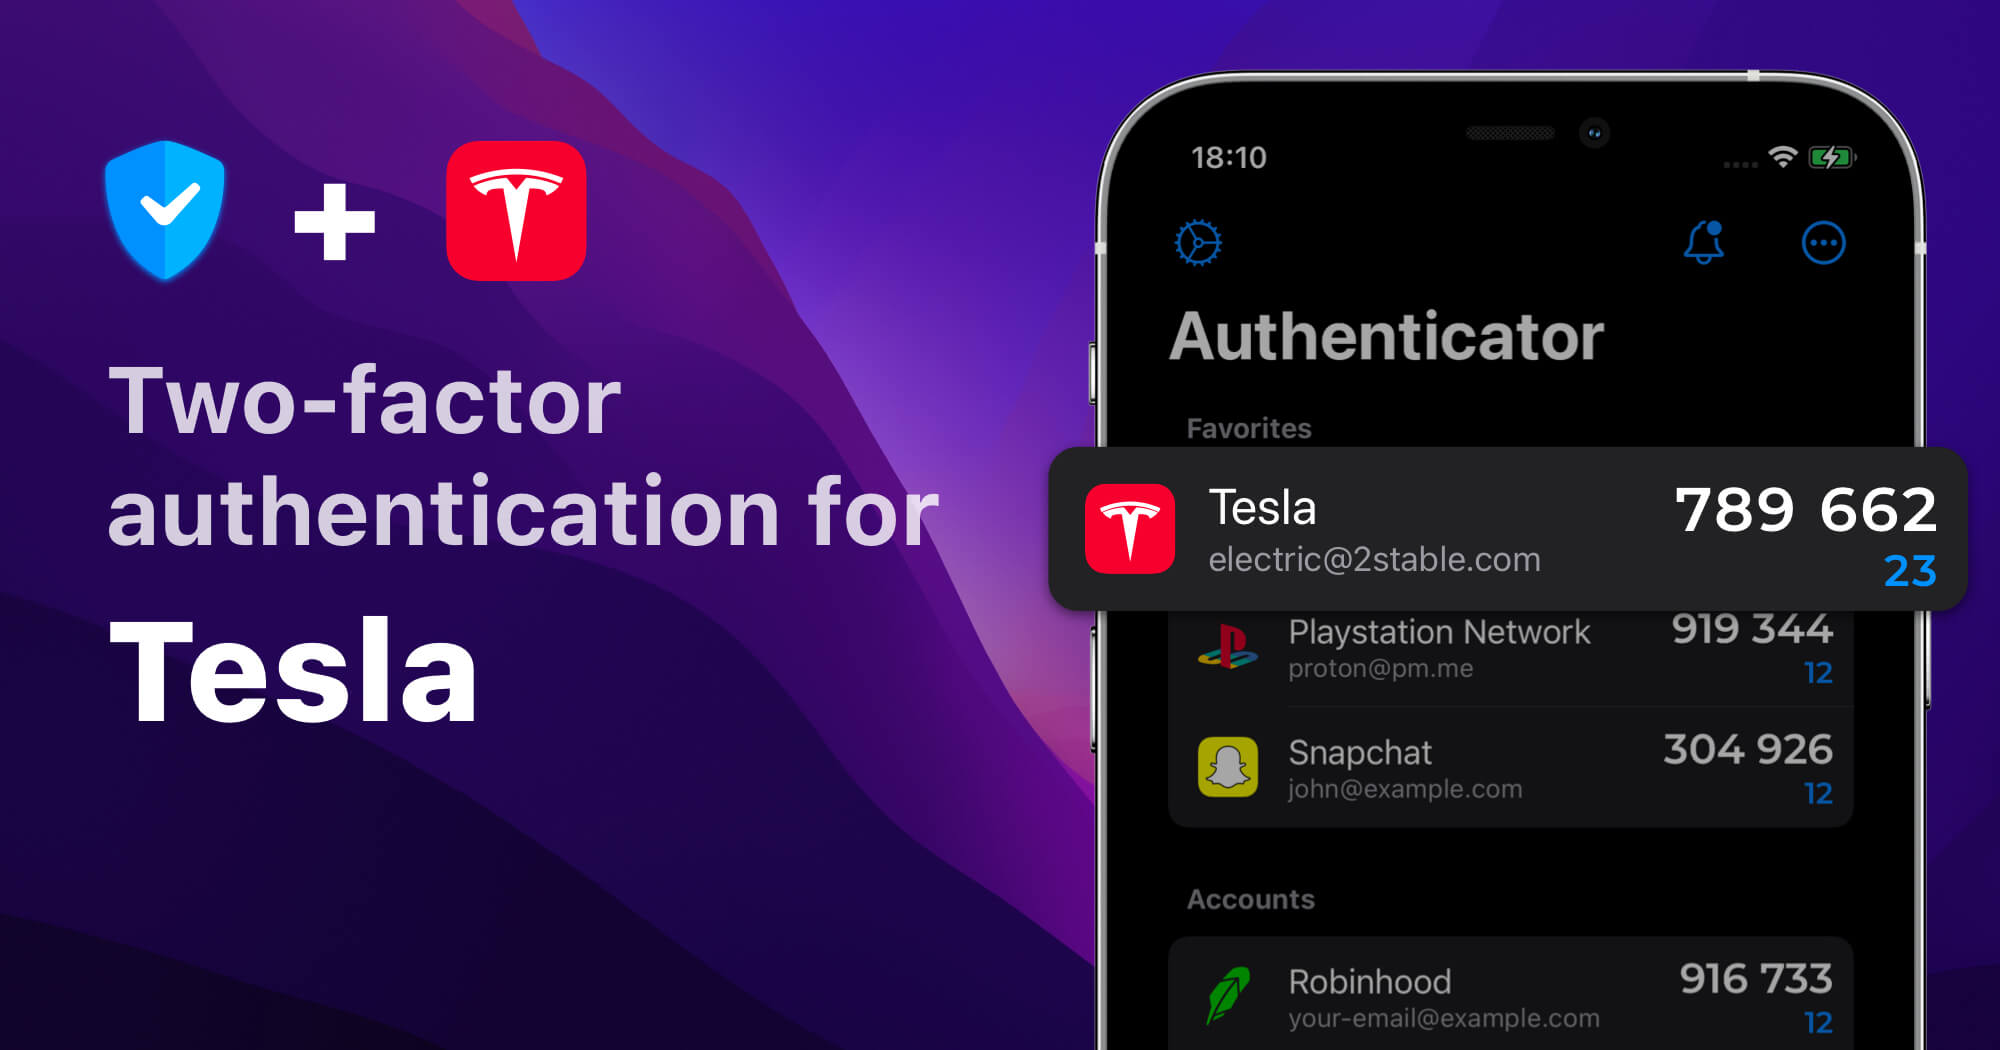 Two-factor
authentication for
Tesla
18:10
Authenticator
Favorites
Tesla
789 662
electric@2stable.com
23
Playstation Network
919 344
proton@pm.me
12
Snapchat
304 926
john@example.com
12
Accounts
Robinhood
916 733
your-email@example.com
12